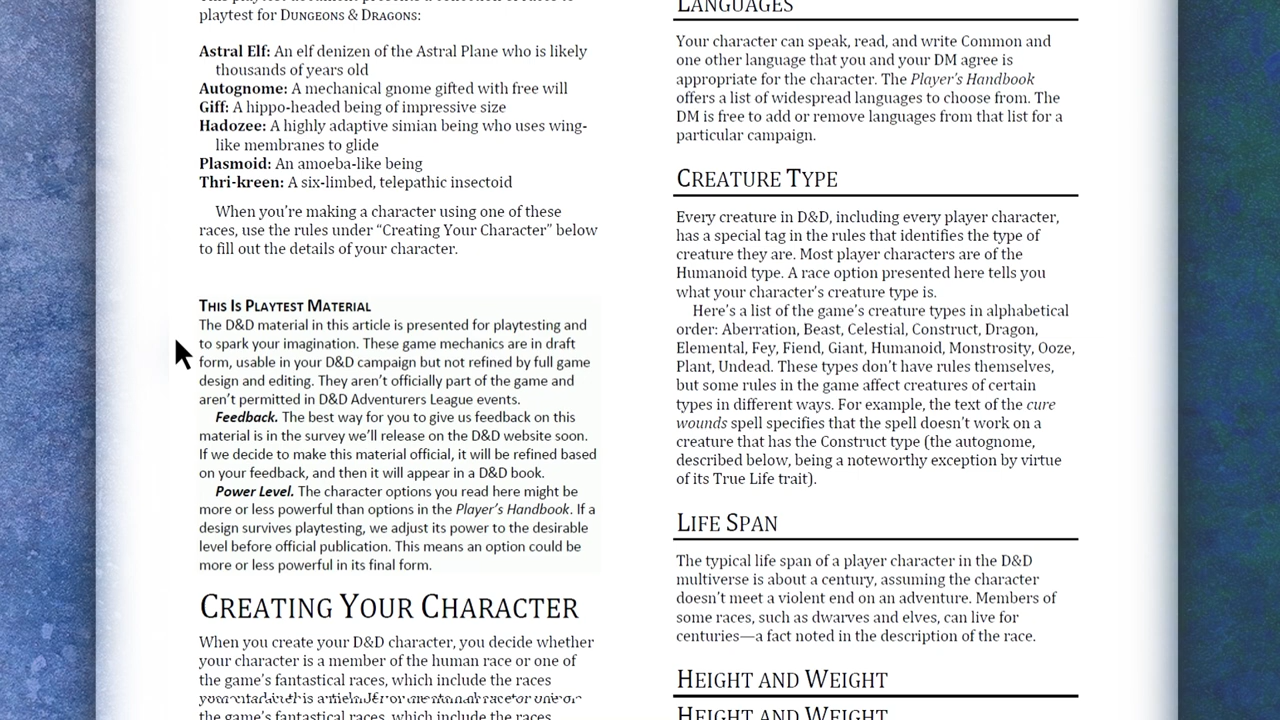 playtest for DUNGEONS & DRAGONS:
Astral Elf: An elf denizen of the Astral Plane who is likely
thousands of years old
Autognome: A mechanical gnome gifted with free will
Giff: A hippo-headed being of impressive size
Hadozee: A highly adaptive simian being who uses wing-
like membranes to glide
Plasmoid: An amoeba-like being
Thri-kreen: A six-limbed, telepathic insectoid
When you're making a character using one of these
races, use the rules under “Creating Your Character” below
to fill out the details of your character.
THIS IS PLAYTEST MATERIAL
The D&D material in this article is presented for playtesting and
to spark your imagination. These game mechanics are in draft
form, usable in your D&D campaign but not refined by full game
design and editing. They aren't officially part of the game and
aren't permitted in D&D Adventurers League events.
Feedback. The best way for you to give us feedback on this
material is in the survey we'll release on the D&D website soon.
If we decide to make this material official, it will be refined based
on your feedback, and then it will appear in a D&D book.
Power Level. The character options you read here might be
more or less powerful than options in the Player's Handbook. If a
design survives playtesting, we adjust its power to the desirable
level before official publication. This means an option could be
more or less powerful in its final form.
CREATING YOUR CHARACTER
When you create your D&D character, you decide whether
your character is a member of the human race or one of
the game's fantastical races, which include the races
the game's fantastical races, which include the races
LANGUAGES
Your character can speak, read, and write Common and
one other language that you and your DM agree is
appropriate for the character. The Player's Handbook
offers a list of widespread languages to choose from. The
DM is free to add or remove languages from that list for a
particular campaign.
CREATURE TYPE
Every creature in D&D, including every player character,
has a special tag in the rules that identifies the type of
creature they are. Most player characters are of the
Humanoid type. A race option presented here tells you
what your character's creature type is.
Here's a list of the game's creature types in alphabetical
order: Aberration, Beast, Celestial, Construct, Dragon,
Elemental, Fey, Fiend, Giant, Humanoid, Monstrosity, Ooze,
Plant, Undead. These types don't have rules themselves,
but some rules in the game affect creatures of certain
types in different ways. For example, the text of the cure
wounds spell specifies that the spell doesn't work on a
creature that has the Construct type (the autognome,
described below, being a noteworthy exception by virtue
of its True Life trait).
LIFE SPAN
The typical life span of a player character in the D&D
multiverse is about a century, assuming the character
doesn't meet a violent end on an adventure. Members of
some races, such as dwarves and elves, can live for
centuries—a fact noted in the description of the race.
HEIGHT AND WEIGHT
HEIGHT AND WEIGHT